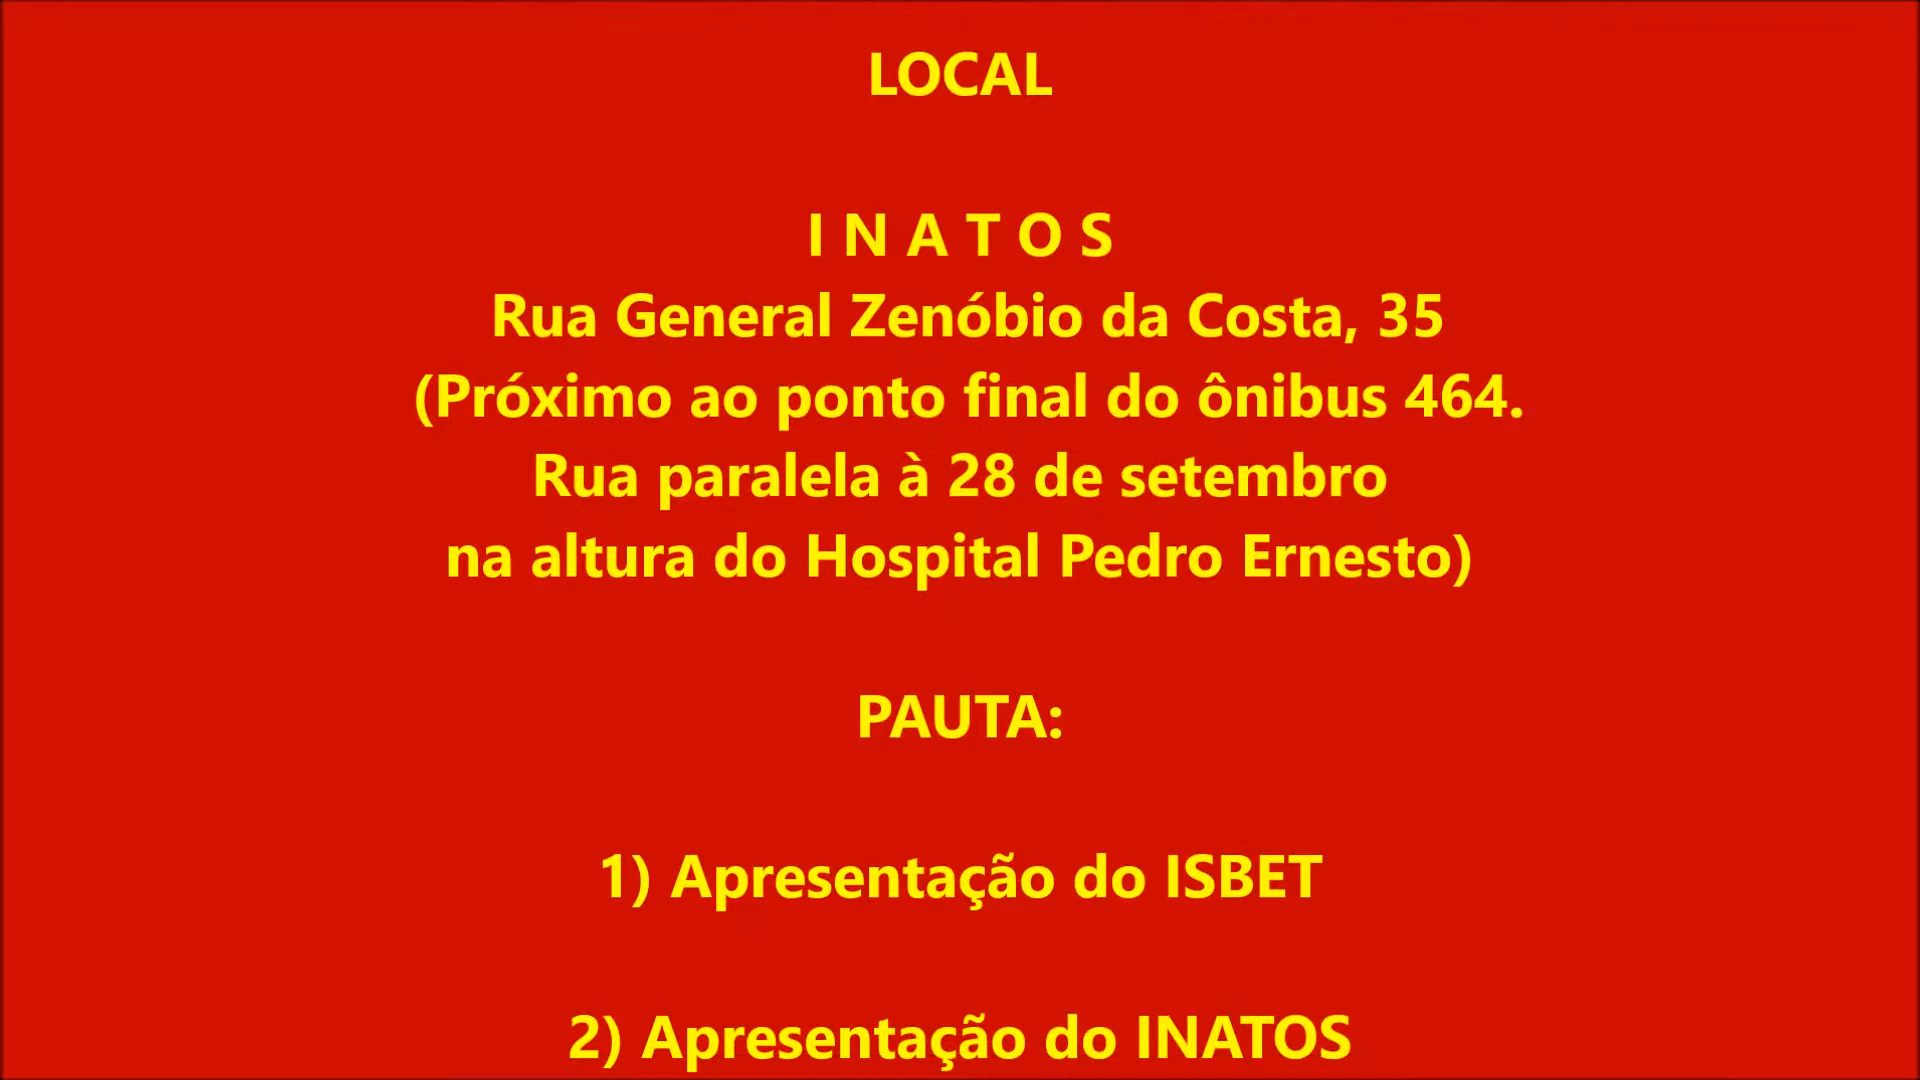 LOCAL
I N A T O S
Rua General Zenóbio da Costa, 35
(Próximo ao ponto final do ônibus 464.
Rua paralela à 28 de setembro
na altura do Hospital Pedro Ernesto)
PAUTA:
1) Apresentação do ISBET
2) Apresentação do INATOS